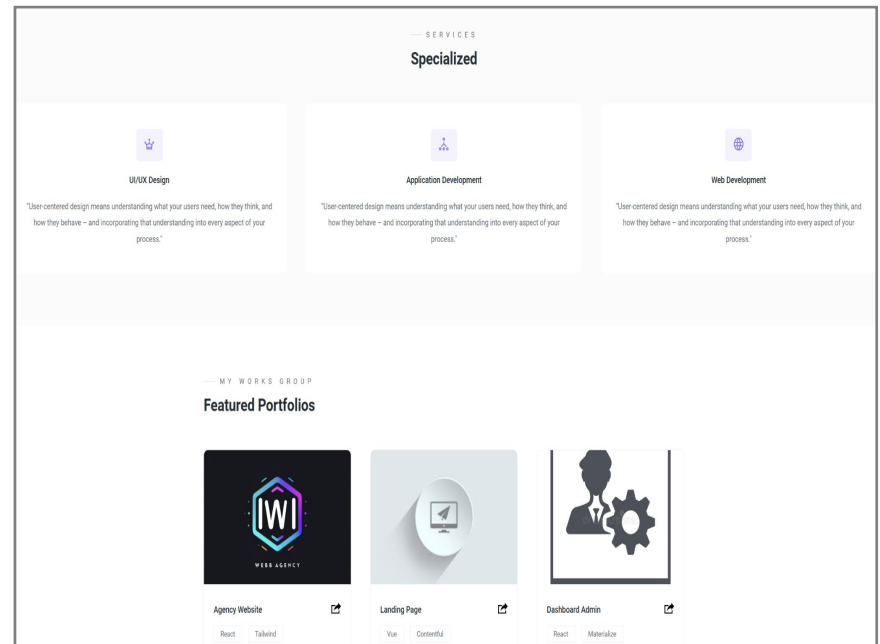 SERVICES
Specialized
UI/UX Design
"User-centered design means understanding what your users need, how they think, and
how they behave – and incorporating that understanding into every aspect of your
process."
Application Development
"User-centered design means understanding what your users need, how they think, and
how they behave – and incorporating that understanding into every aspect of your
process."
Web Development
"User-centered design means understanding what your users need, how they think, and
how they behave – and incorporating that understanding into every aspect of your
process."
MY WORKS GROUP
Featured Portfolios
IWI
WEBB AGENCY
Agency Website
React Tailwind
Landing Page
Vue Contentful
Dashboard Admin
React Materialize